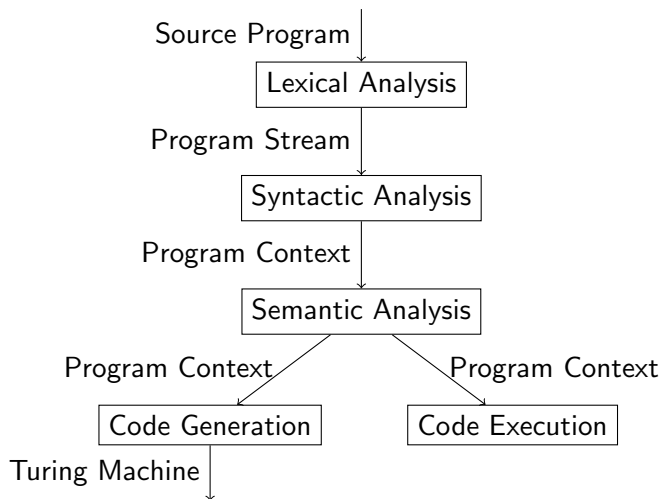 Source Program
Lexical Analysis
Program Stream
Syntactic Analysis
Program Context
Semantic Analysis
Program Context
Program Context
Code Generation
Code Execution
Turing Machine